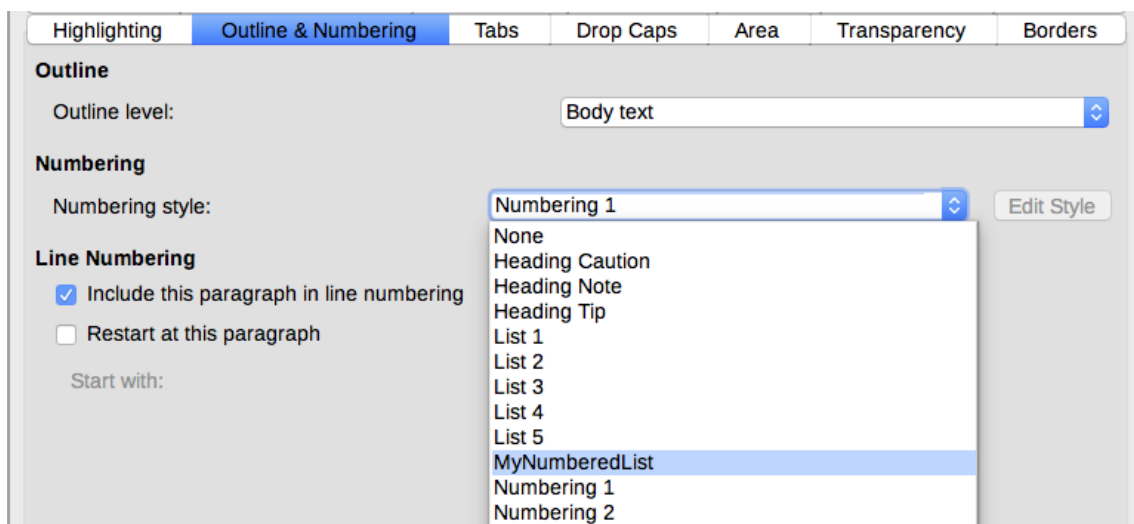 Highlighting Outline & Numbering Tabs Drop Caps Area Transparency Borders
Outline
Outline level: Body text
Numbering
Numbering style: Numbering 1 Edit Style
None
Line Numbering
Heading Caution
Include this paragraph in line numbering
Heading Note
Heading Tip
Restart at this paragraph
List 1
List 2
Start with:
List 3
List 4
List 5
MyNumberedList
Numbering 1
Numbering 2